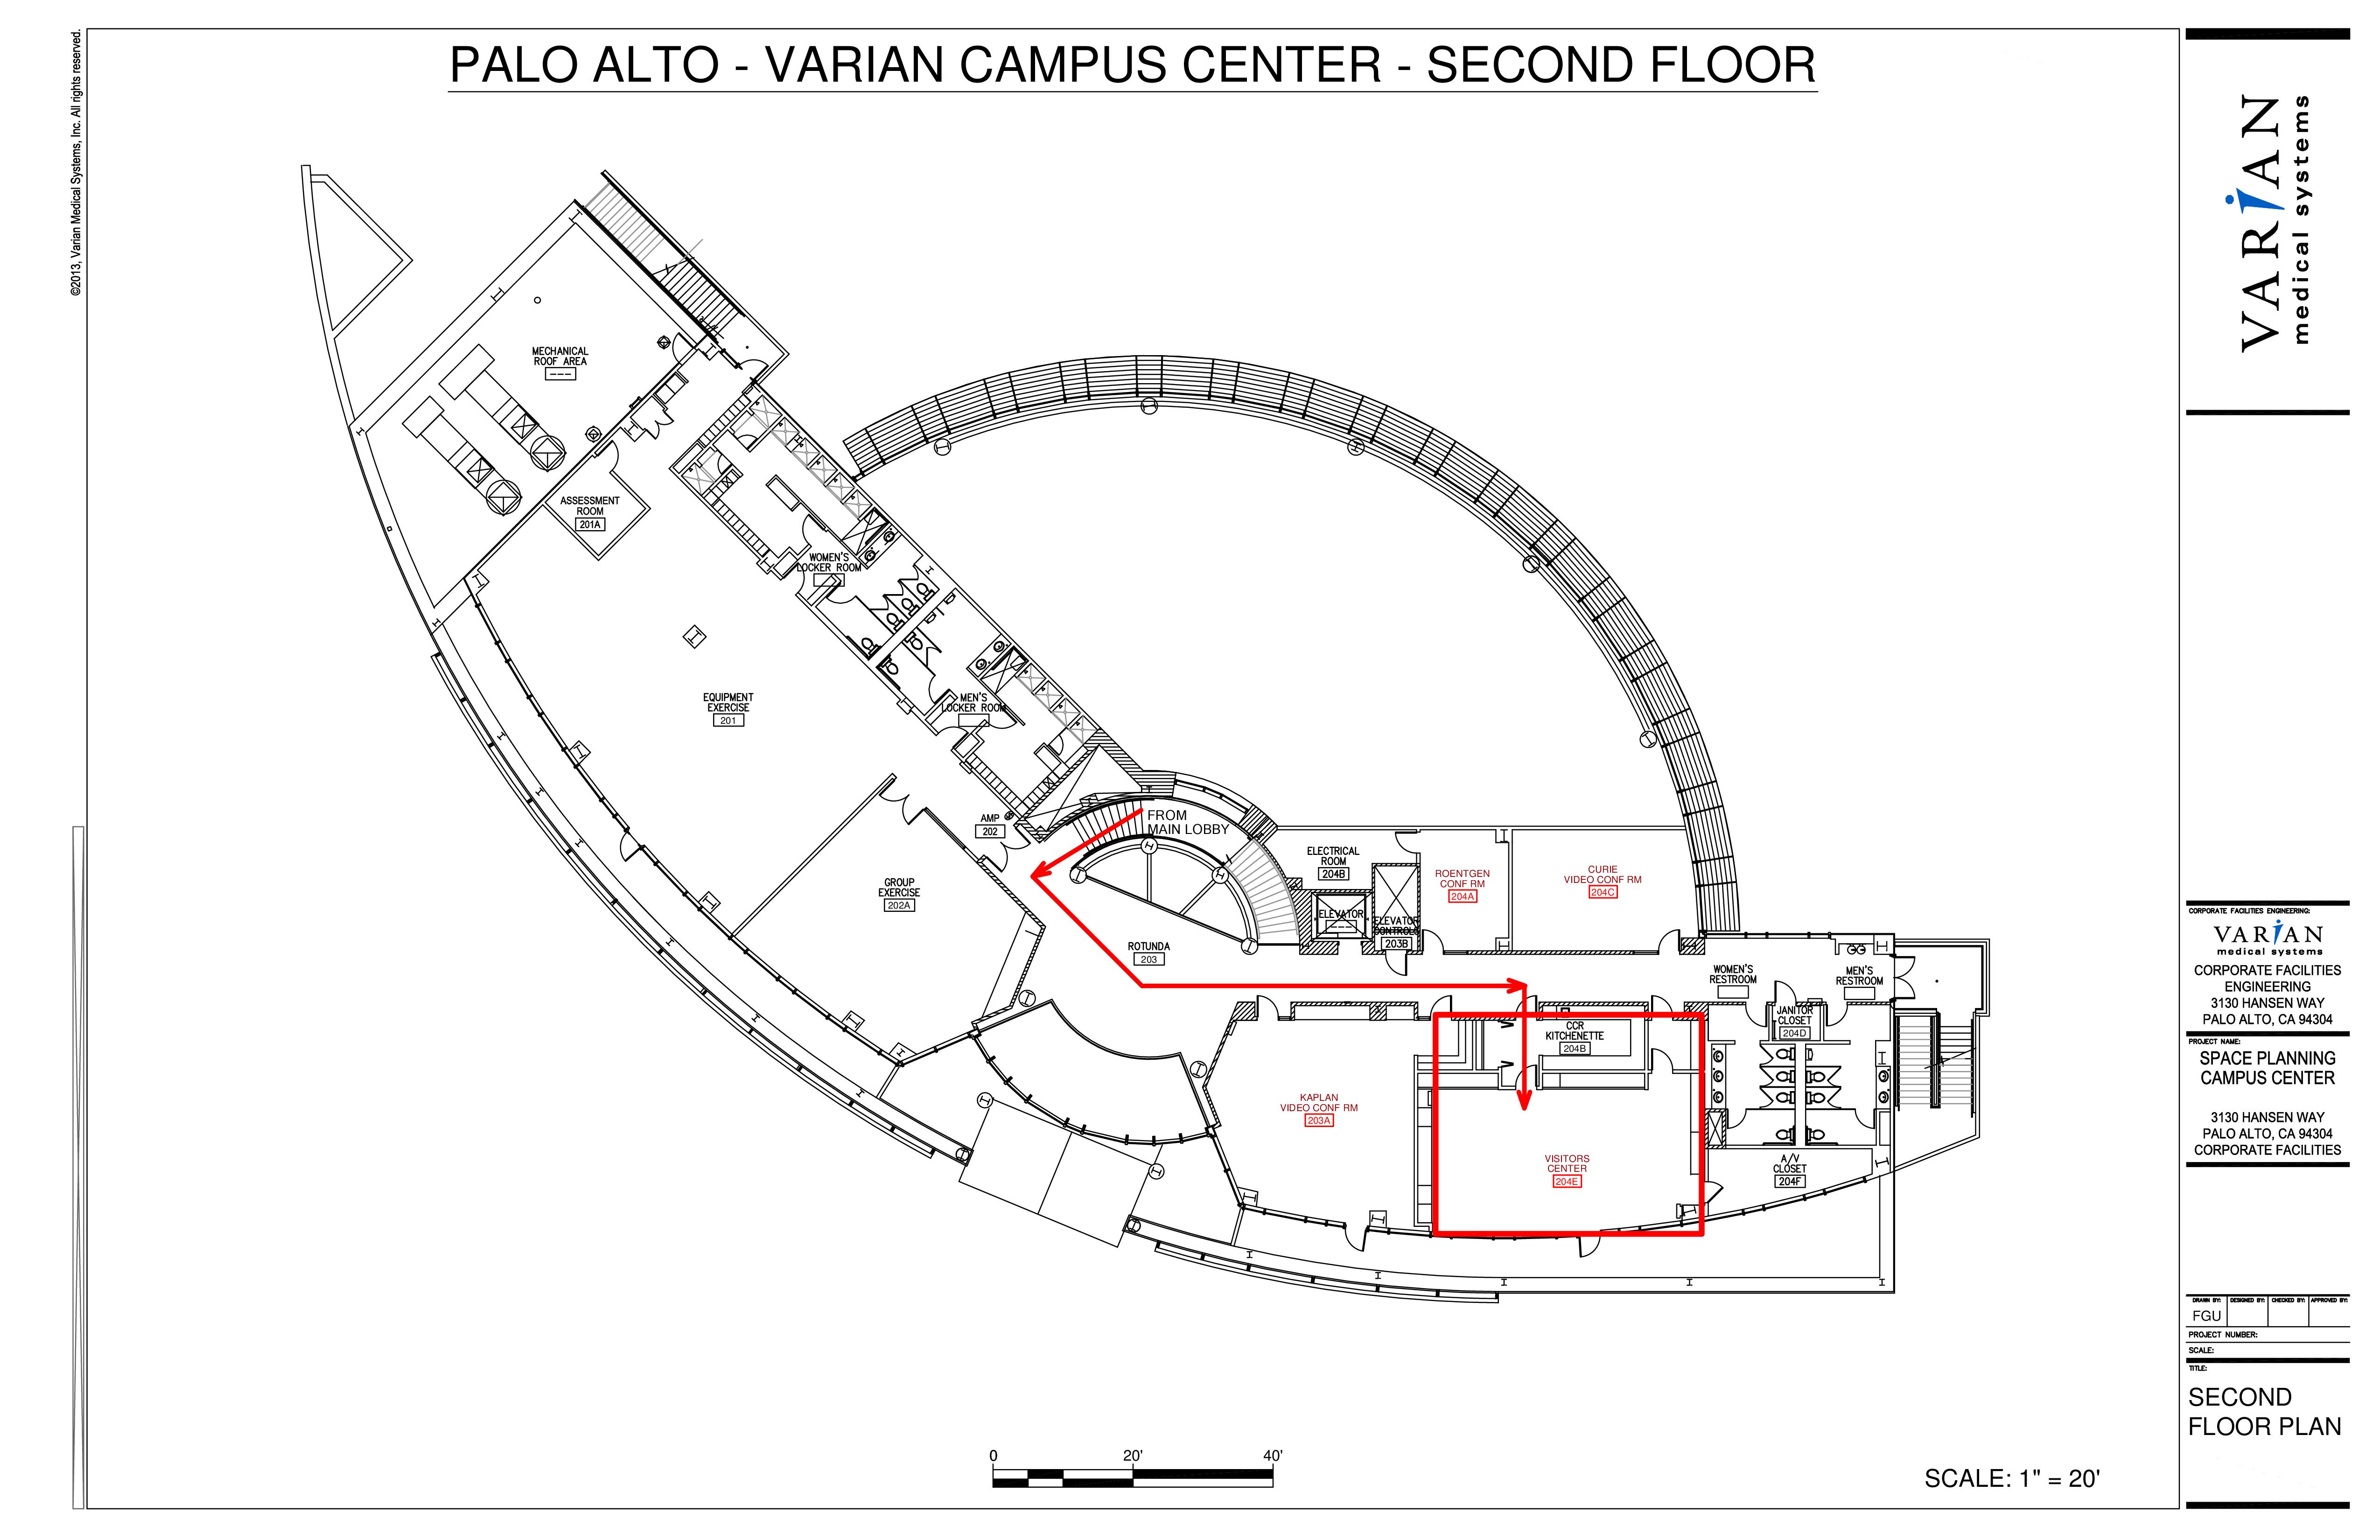 PALO ALTO - VARIAN CAMPUS CENTER - SECOND FLOOR
©2013, Varian Medical Systems, Inc. All rights reserved.
MECHANICAL
ROOF AREA
---
ASSESSMENT
ROOM
201A
WOMEN'S
LOCKER ROOM
EQUIPMENT
EXERCISE
201
MEN'S
LOCKER ROOM
AMP
202
GROUP
EXERCISE
202A
FROM
MAIN LOBBY
ROTUNDA
203
ELECTRICAL
ROOM
204B
ELEVATOR
---
ELEVATOR
CONTROLS
203B
ROENTGEN
CONF RM
204A
CURIE
VIDEO CONF RM
204C
WOMEN'S
RESTROOM
MEN'S
RESTROOM
JANITOR
CLOSET
204D
CCR
KITCHENETTE
204B
KAPLAN
VIDEO CONF RM
203A
VISITORS
CENTER
204E
A/V
CLOSET
204F
0 20' 40'
SCALE: 1" = 20'
VARIAN
medical systems
CORPORATE FACILITIES ENGINEERING:
VARIAN
medical systems
CORPORATE FACILITIES
ENGINEERING
3130 HANSEN WAY
PALO ALTO, CA 94304
PROJECT NAME:
SPACE PLANNING
CAMPUS CENTER
3130 HANSEN WAY
PALO ALTO, CA 94304
CORPORATE FACILITIES
DRAWN BY: DESIGNED BY: CHECKED BY: APPROVED BY:
FGU
PROJECT NUMBER:
SCALE:
TITLE:
SECOND
FLOOR PLAN